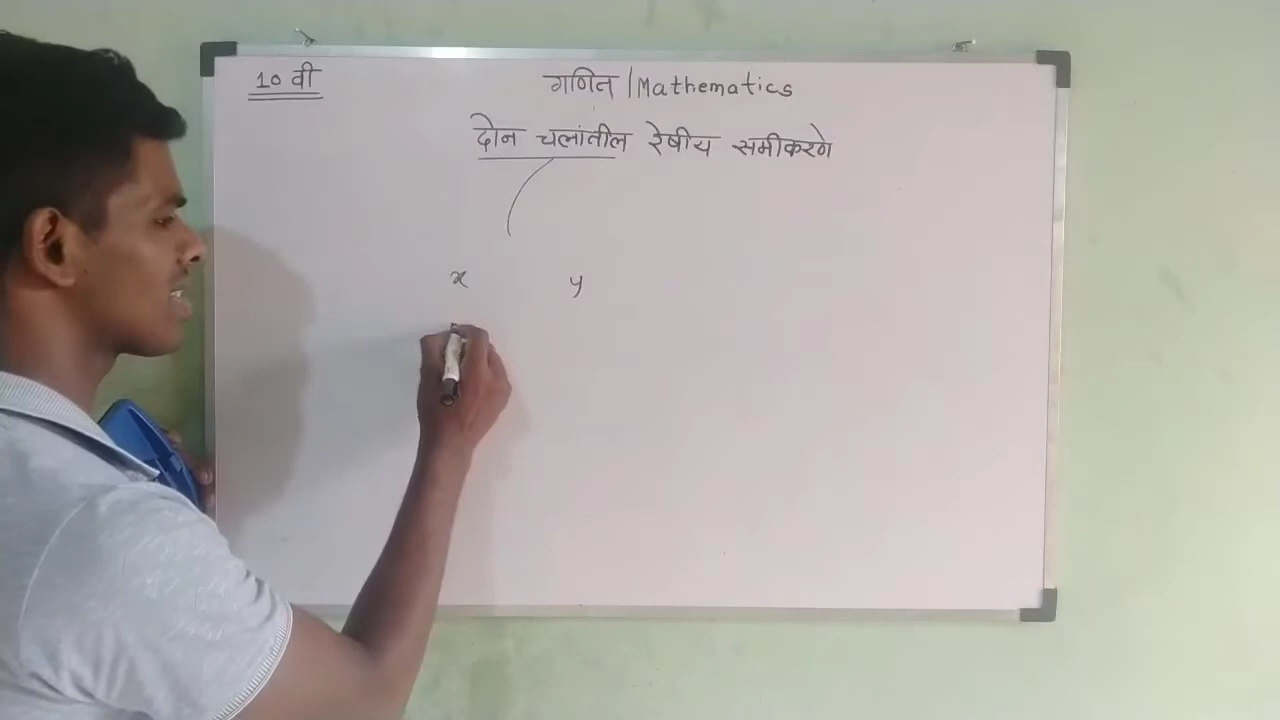 10 वी
गणित | Mathematics
दोन चलांतील रेषीय समीकरणे
x y